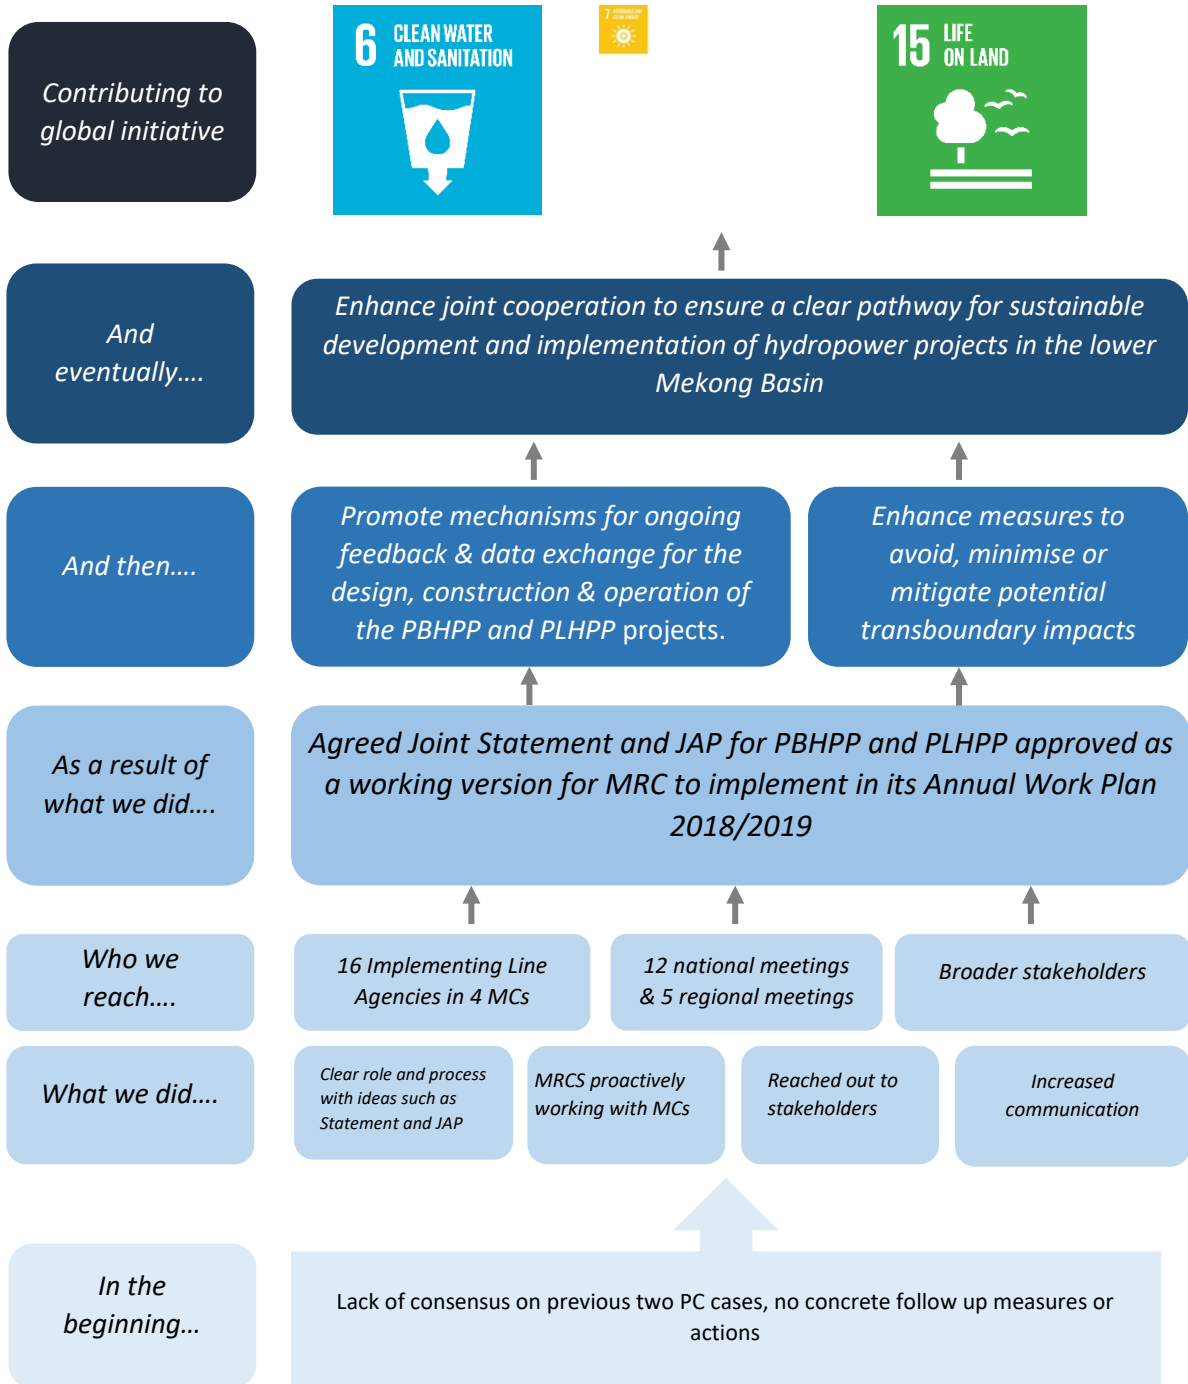 Contributing to
global initiative
6 CLEAN WATER
AND SANITATION
7 AFFORDABLE AND
CLEAN ENERGY
15 LIFE
ON LAND
And
eventually....
Enhance joint cooperation to ensure a clear pathway for sustainable
development and implementation of hydropower projects in the lower
Mekong Basin
And then....
Promote mechanisms for ongoing
feedback & data exchange for the
design, construction & operation of
the PBHPP and PLHPP projects.
Enhance measures to
avoid, minimise or
mitigate potential
transboundary impacts
As a result of
what we did....
Agreed Joint Statement and JAP for PBHPP and PLHPP approved as
a working version for MRC to implement in its Annual Work Plan
2018/2019
Who we
reach....
16 Implementing Line
Agencies in 4 MCs
12 national meetings
& 5 regional meetings
Broader stakeholders
What we did....
Clear role and process
with ideas such as
Statement and JAP
MRCS proactively
working with MCs
Reached out to
stakeholders
Increased
communication
In the
beginning...
Lack of consensus on previous two PC cases, no concrete follow up measures or
actions